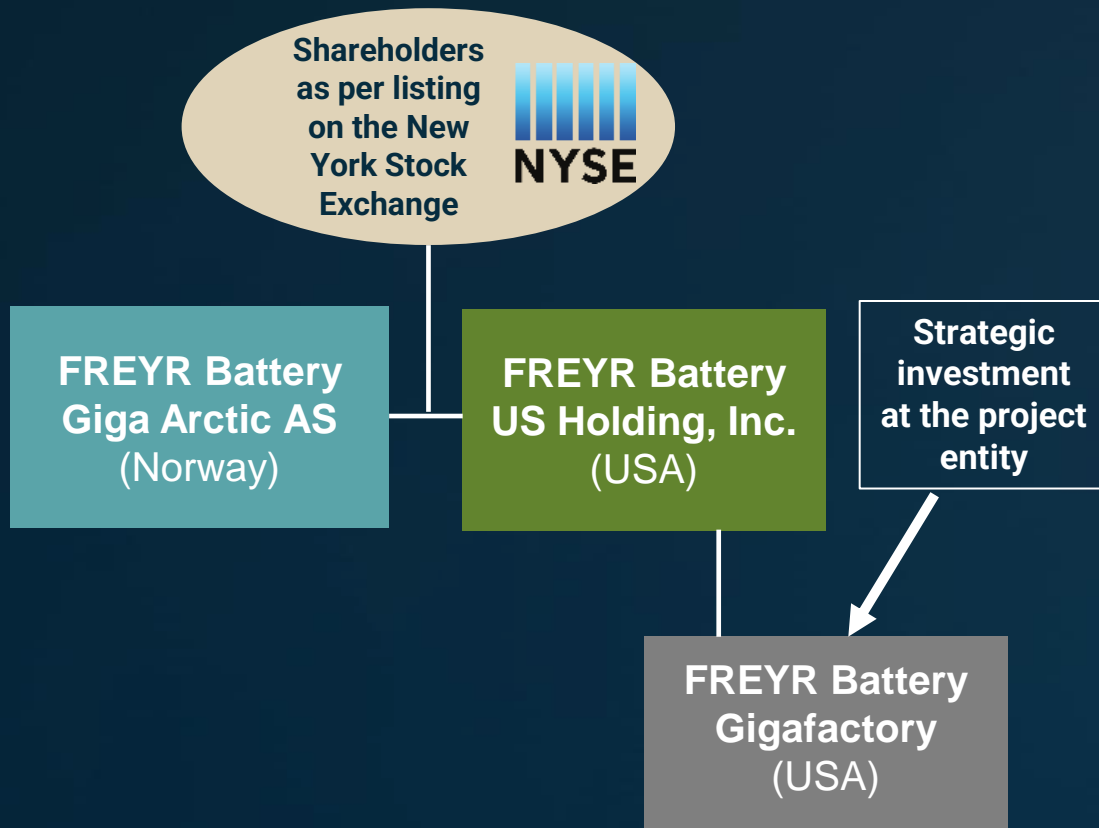 Shareholders
as per listing
on the New
York Stock
Exchange
NYSE
FREYR Battery
Giga Arctic AS
(Norway)
FREYR Battery
US Holding, Inc.
(USA)
Strategic
investment
at the project
entity
FREYR Battery
Gigafactory
(USA)